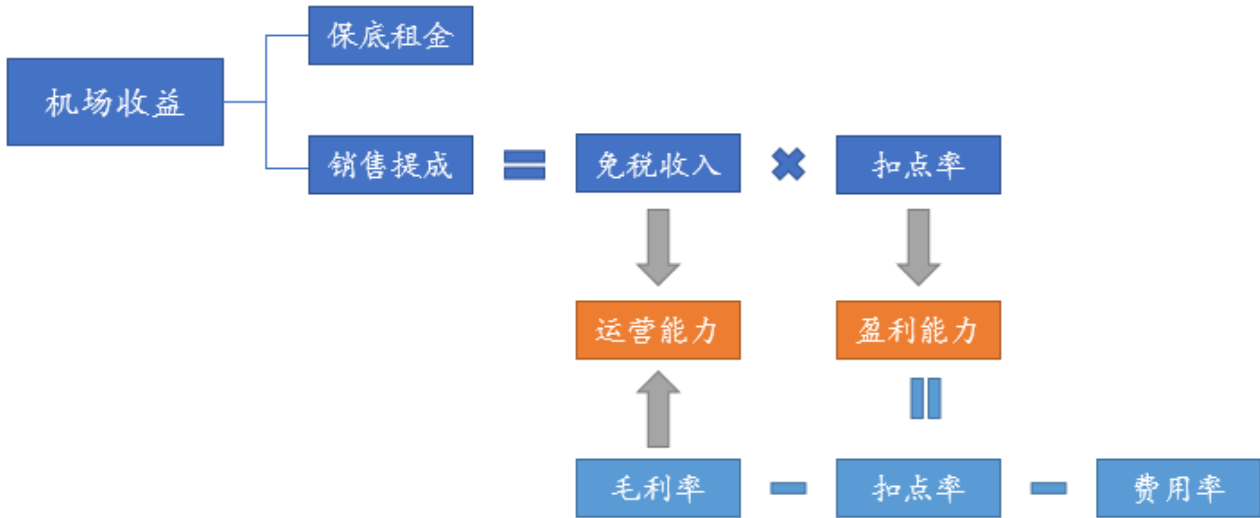 保底租金
机场收益
销售提成
免税收入
扣点率
运营能力
盈利能力
毛利率
扣点率
费用率